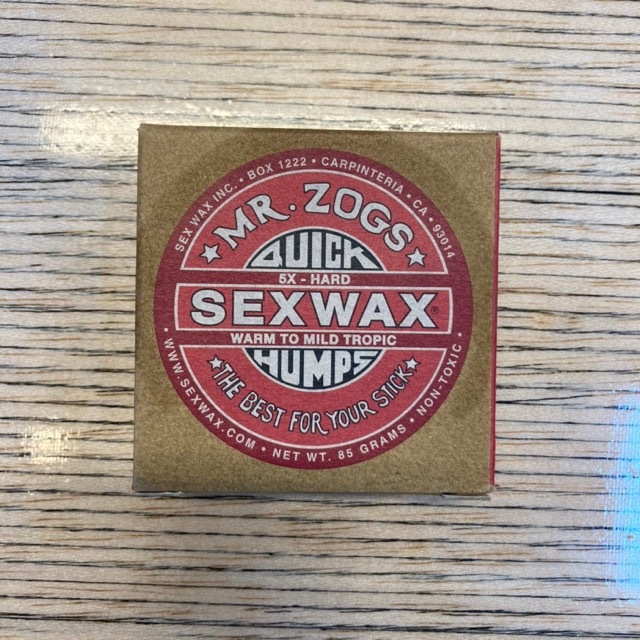 SEX WAX INC. • BOX 1222 • CARPINTERIA • CA • 93014
MR. ZOGS
QUICK
5X - HARD
SEXWAX®
WARM TO MILD TROPIC
HUMPS
THE BEST FOR YOUR STICK
• WWW.SEXWAX.COM • NET WT. 85 GRAMS • NON-TOXIC •